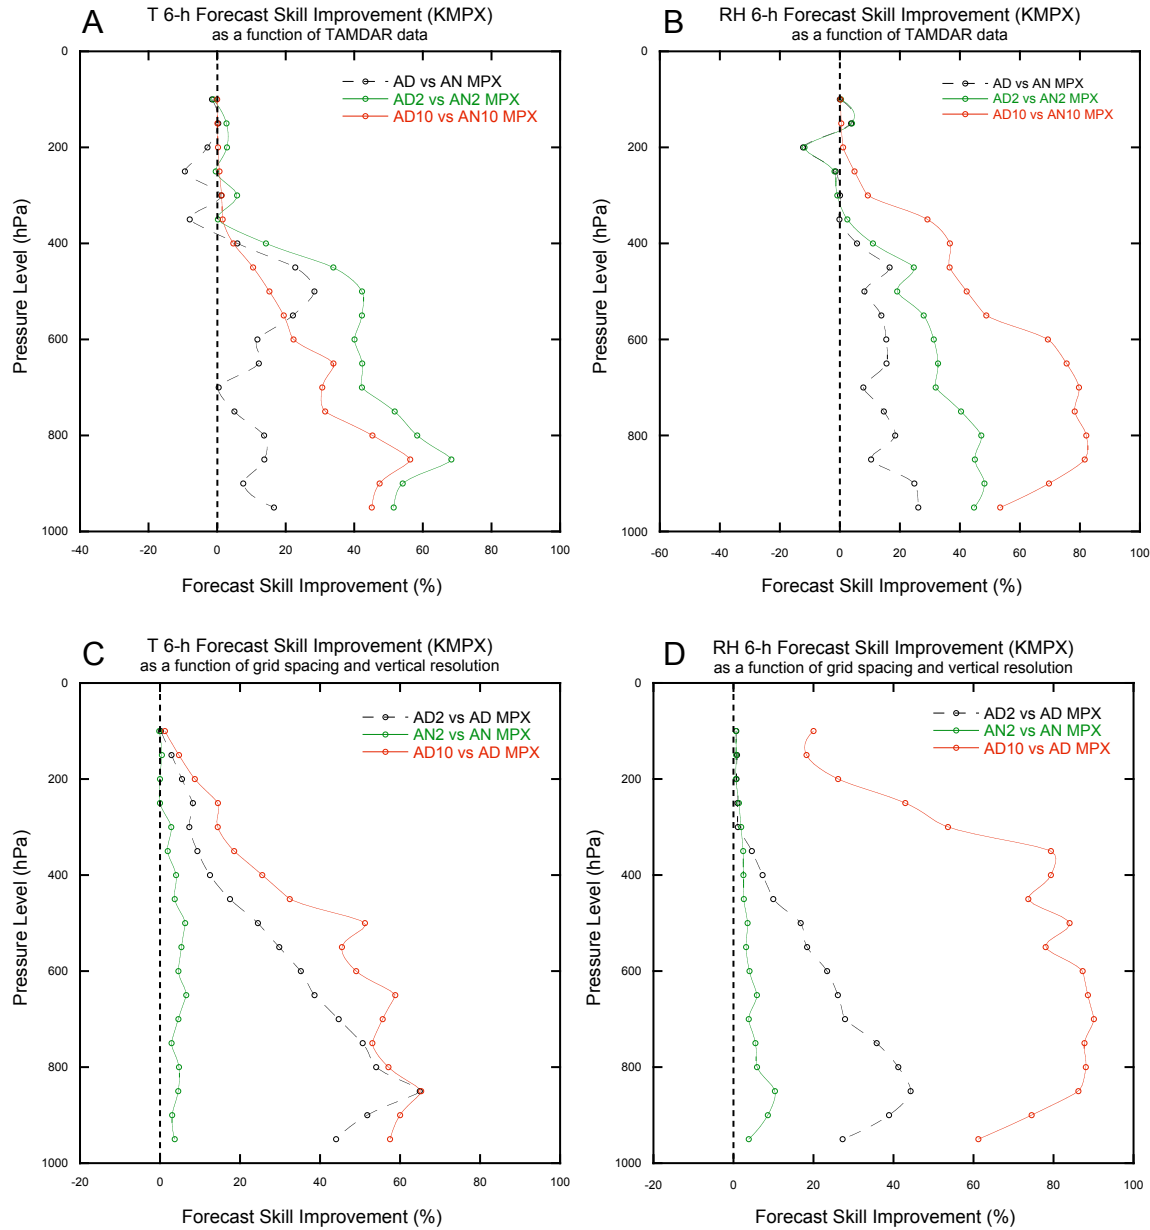 A
T 6-h Forecast Skill Improvement (KMPX)
as a function of TAMDAR data
0
200
400
600
800
1000
Pressure Level (hPa)
AD vs AN MPX
AD2 vs AN2 MPX
AD10 vs AN10 MPX
-40 -20 0 20 40 60 80 100
Forecast Skill Improvement (%)
B
RH 6-h Forecast Skill Improvement (KMPX)
as a function of TAMDAR data
0
200
400
600
800
1000
Pressure Level (hPa)
AD vs AN MPX
AD2 vs AN2 MPX
AD10 vs AN10 MPX
-60 -40 -20 0 20 40 60 80 100
Forecast Skill Improvement (%)
C
T 6-h Forecast Skill Improvement (KMPX)
as a function of grid spacing and vertical resolution
0
200
400
600
800
1000
Pressure Level (hPa)
AD2 vs AD MPX
AN2 vs AN MPX
AD10 vs AD MPX
-20 0 20 40 60 80 100
Forecast Skill Improvement (%)
D
RH 6-h Forecast Skill Improvement (KMPX)
as a function of grid spacing and vertical resolution
0
200
400
600
800
1000
Pressure Level (hPa)
AD2 vs AD MPX
AN2 vs AN MPX
AD10 vs AD MPX
-20 0 20 40 60 80 100
Forecast Skill Improvement (%)